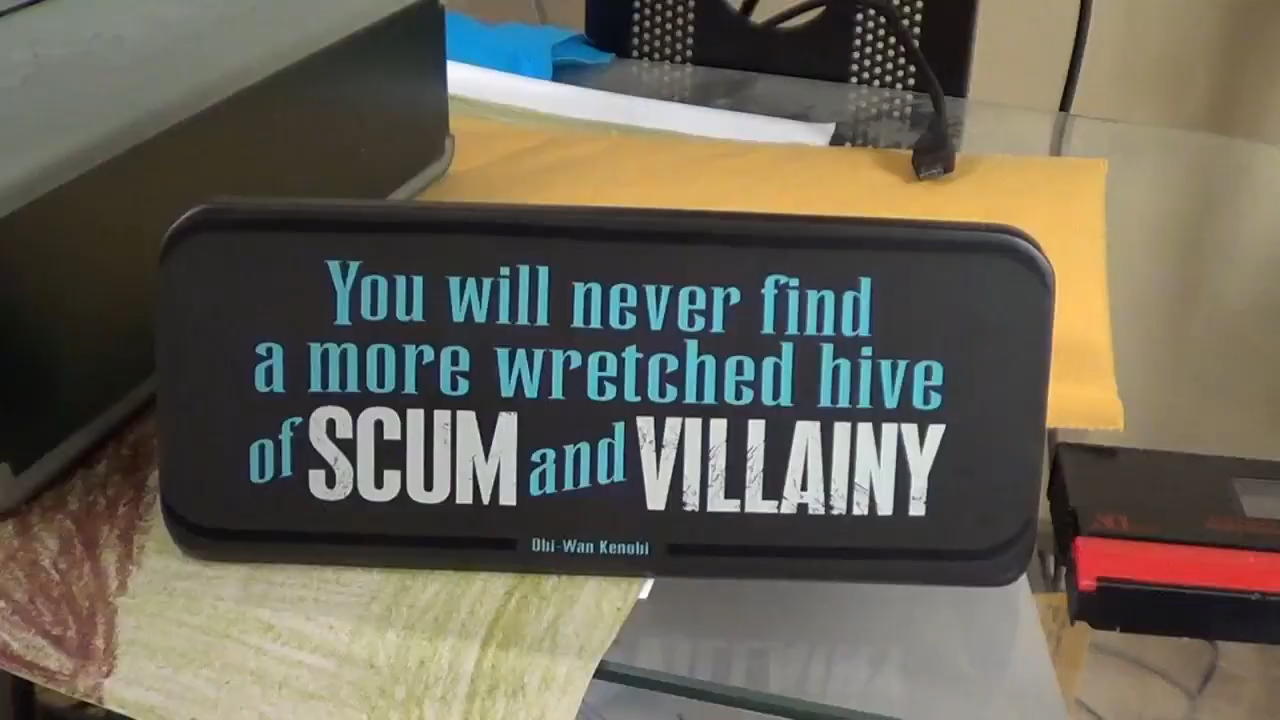 You will never find
a more wretched hive
of SCUM and VILLAINY
Obi-Wan Kenobi